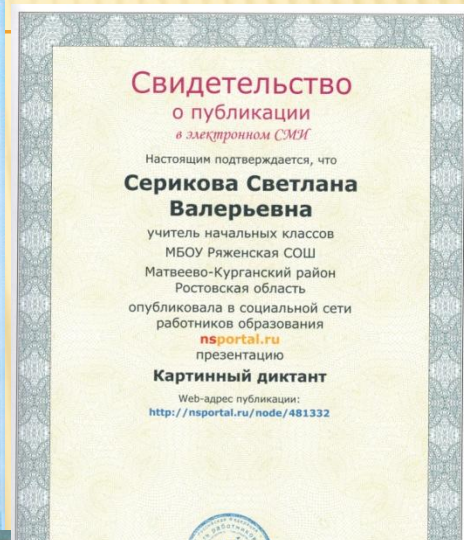 Свидетельство
о публикации
в электронном СМИ
Настоящим подтверждается, что
Серикова Светлана
Валерьевна
учитель начальных классов
МБОУ Ряженская СОШ
Матвеево-Курганский район
Ростовская область
опубликовала в социальной сети
работников образования
nsportal.ru
презентацию
Картинный диктант
Web-адрес публикации:
http://nsportal.ru/node/481332